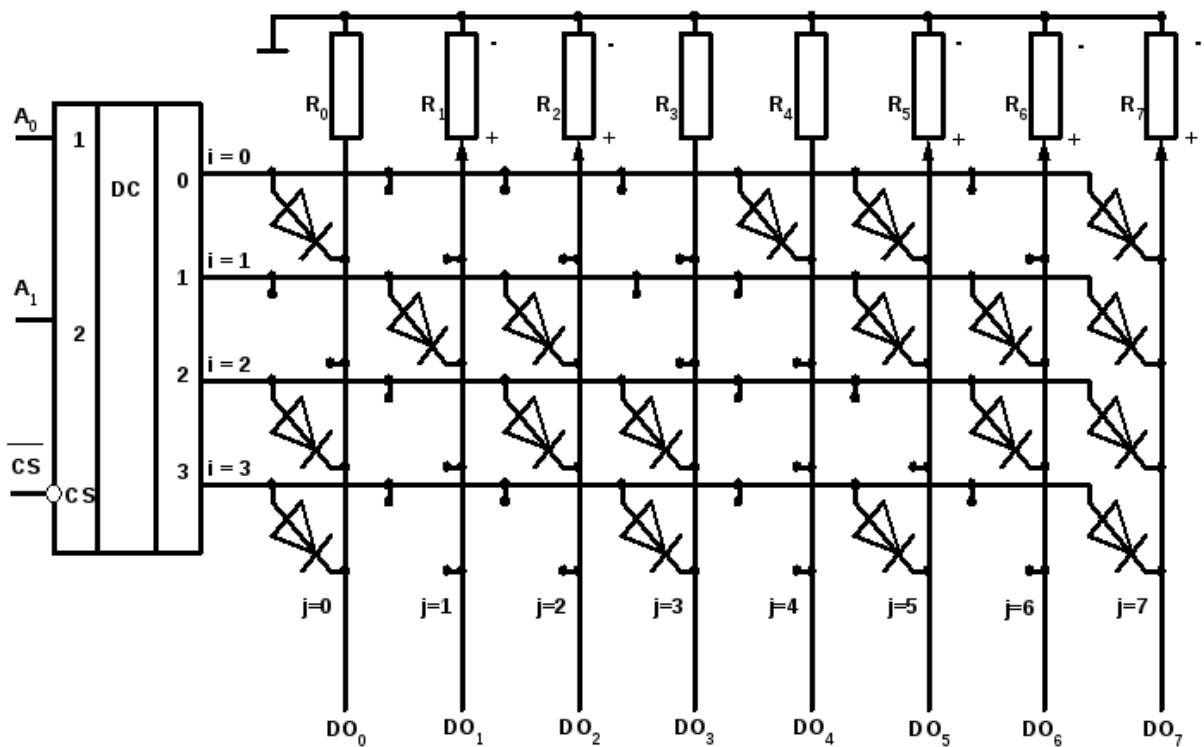 - - - - -
R0 R1 R2 R3 R4 R5 R6 R7
+ + + + +
A0
1
DC
i = 0
0
i = 1
1
A1
2
i = 2
2
CS
CS
i = 3
3
j=0 j=1 j=2 j=3 j=4 j=5 j=6 j=7
DO0 DO1 DO2 DO3 DO4 DO5 DO6 DO7